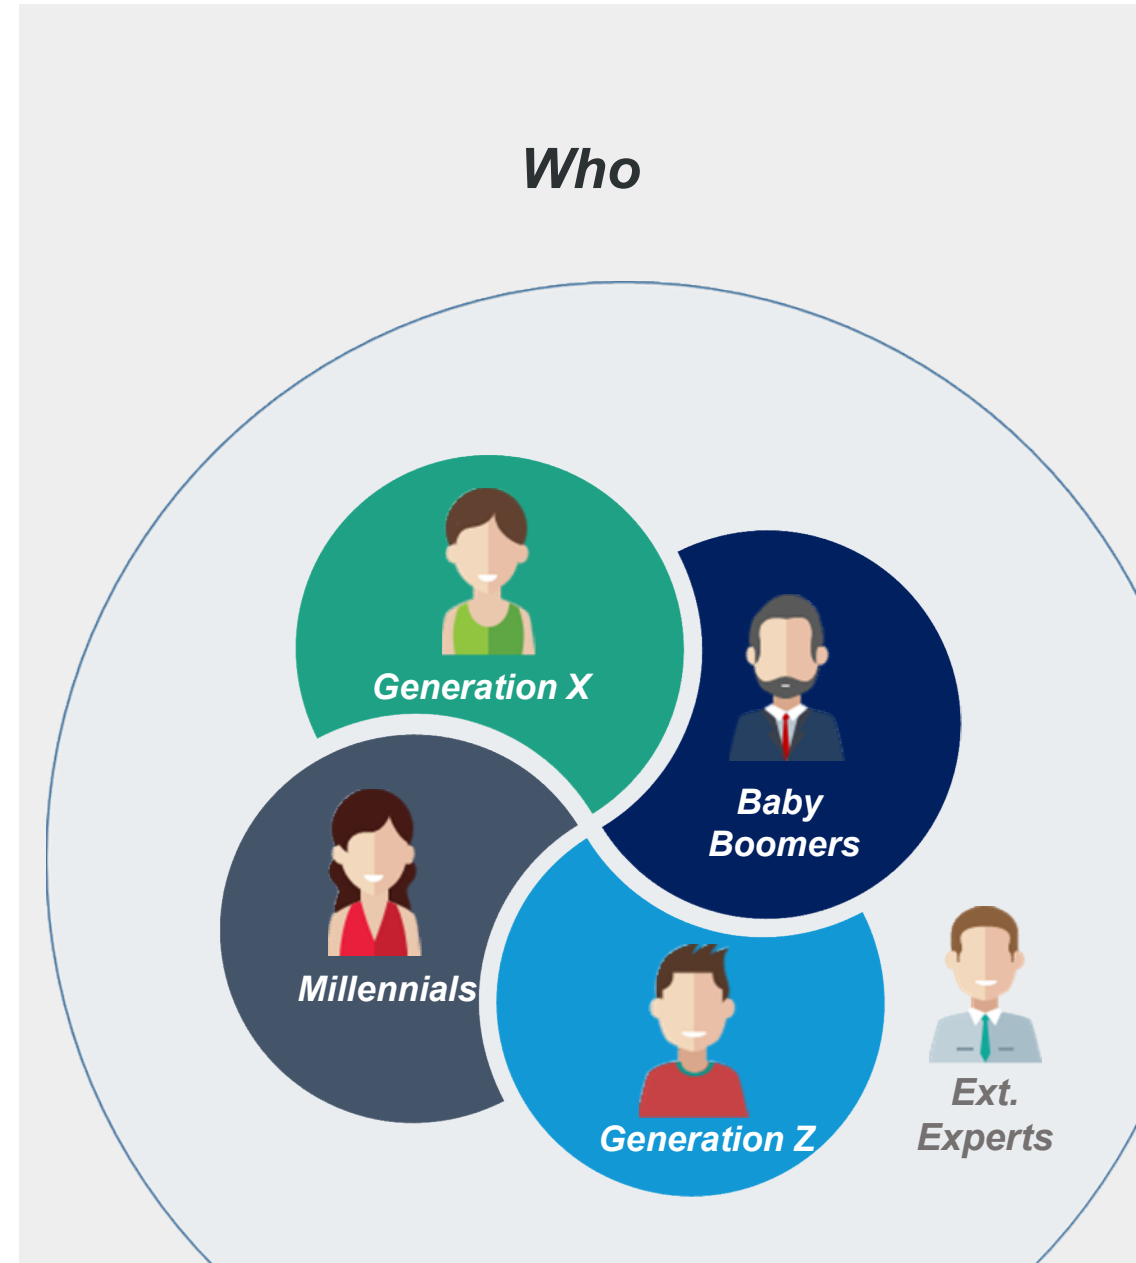 Who
Generation X
Baby
Boomers
Millennials
Generation Z
Ext.
Experts